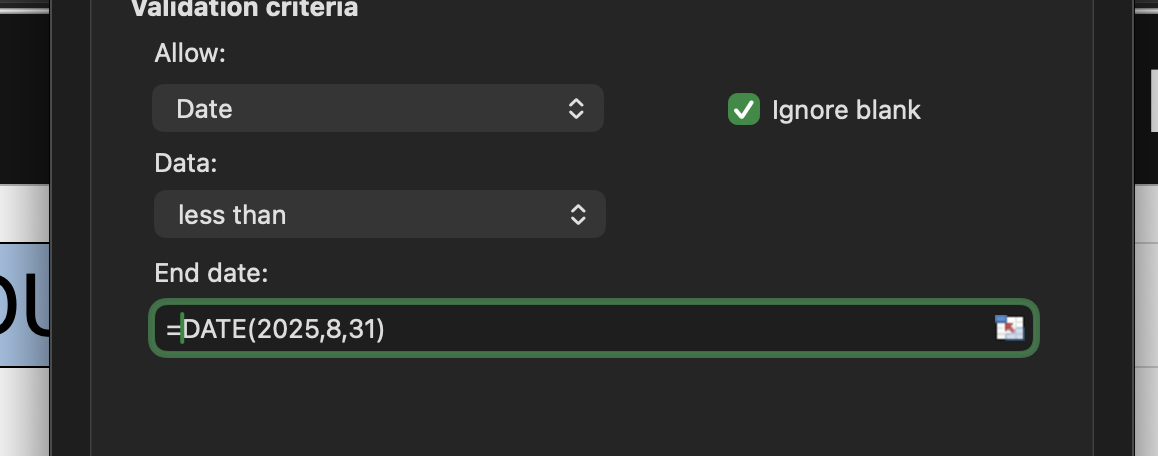 Validation criteria
Allow:
Date
Ignore blank
Data:
less than
End date:
=DATE(2025,8,31)